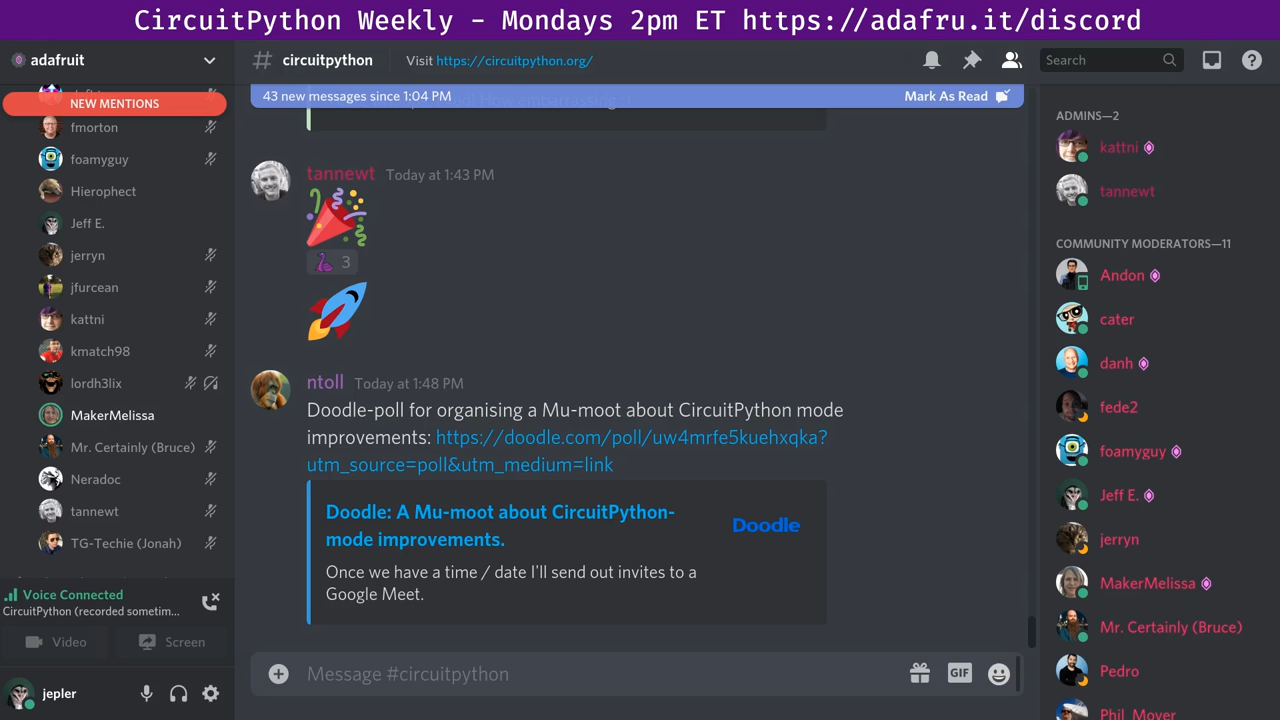 CircuitPython Weekly - Mondays 2pm ET https://adafru.it/discord
adafruit
NEW MENTIONS
fmorton
foamyguy
Hierophect
Jeff E.
jerryn
jfurcean
kattni
kmatch98
lordh3lix
MakerMelissa
Mr. Certainly (Bruce)
Neradoc
tannewt
TG-Techie (Jonah)
Voice Connected
CircuitPython (recorded sometim...
Video
Screen
jepler
# circuitpython
Visit https://circuitpython.org/
Search
43 new messages since 1:04 PM
Mark As Read
tannewt Today at 1:43 PM
3
ntoll Today at 1:48 PM
Doodle-poll for organising a Mu-moot about CircuitPython mode
improvements: https://doodle.com/poll/uw4mrfe5kuehxqka?
utm_source=poll&utm_medium=link
Doodle: A Mu-moot about CircuitPython-
mode improvements.
Doodle
Once we have a time / date I'll send out invites to a
Google Meet.
Message #circuitpython
GIF
ADMINS—2
kattni
tannewt
COMMUNITY MODERATORS—11
Andon
cater
danh
fede2
foamyguy
Jeff E.
jerryn
MakerMelissa
Mr. Certainly (Bruce)
Pedro
Phil_Moyer